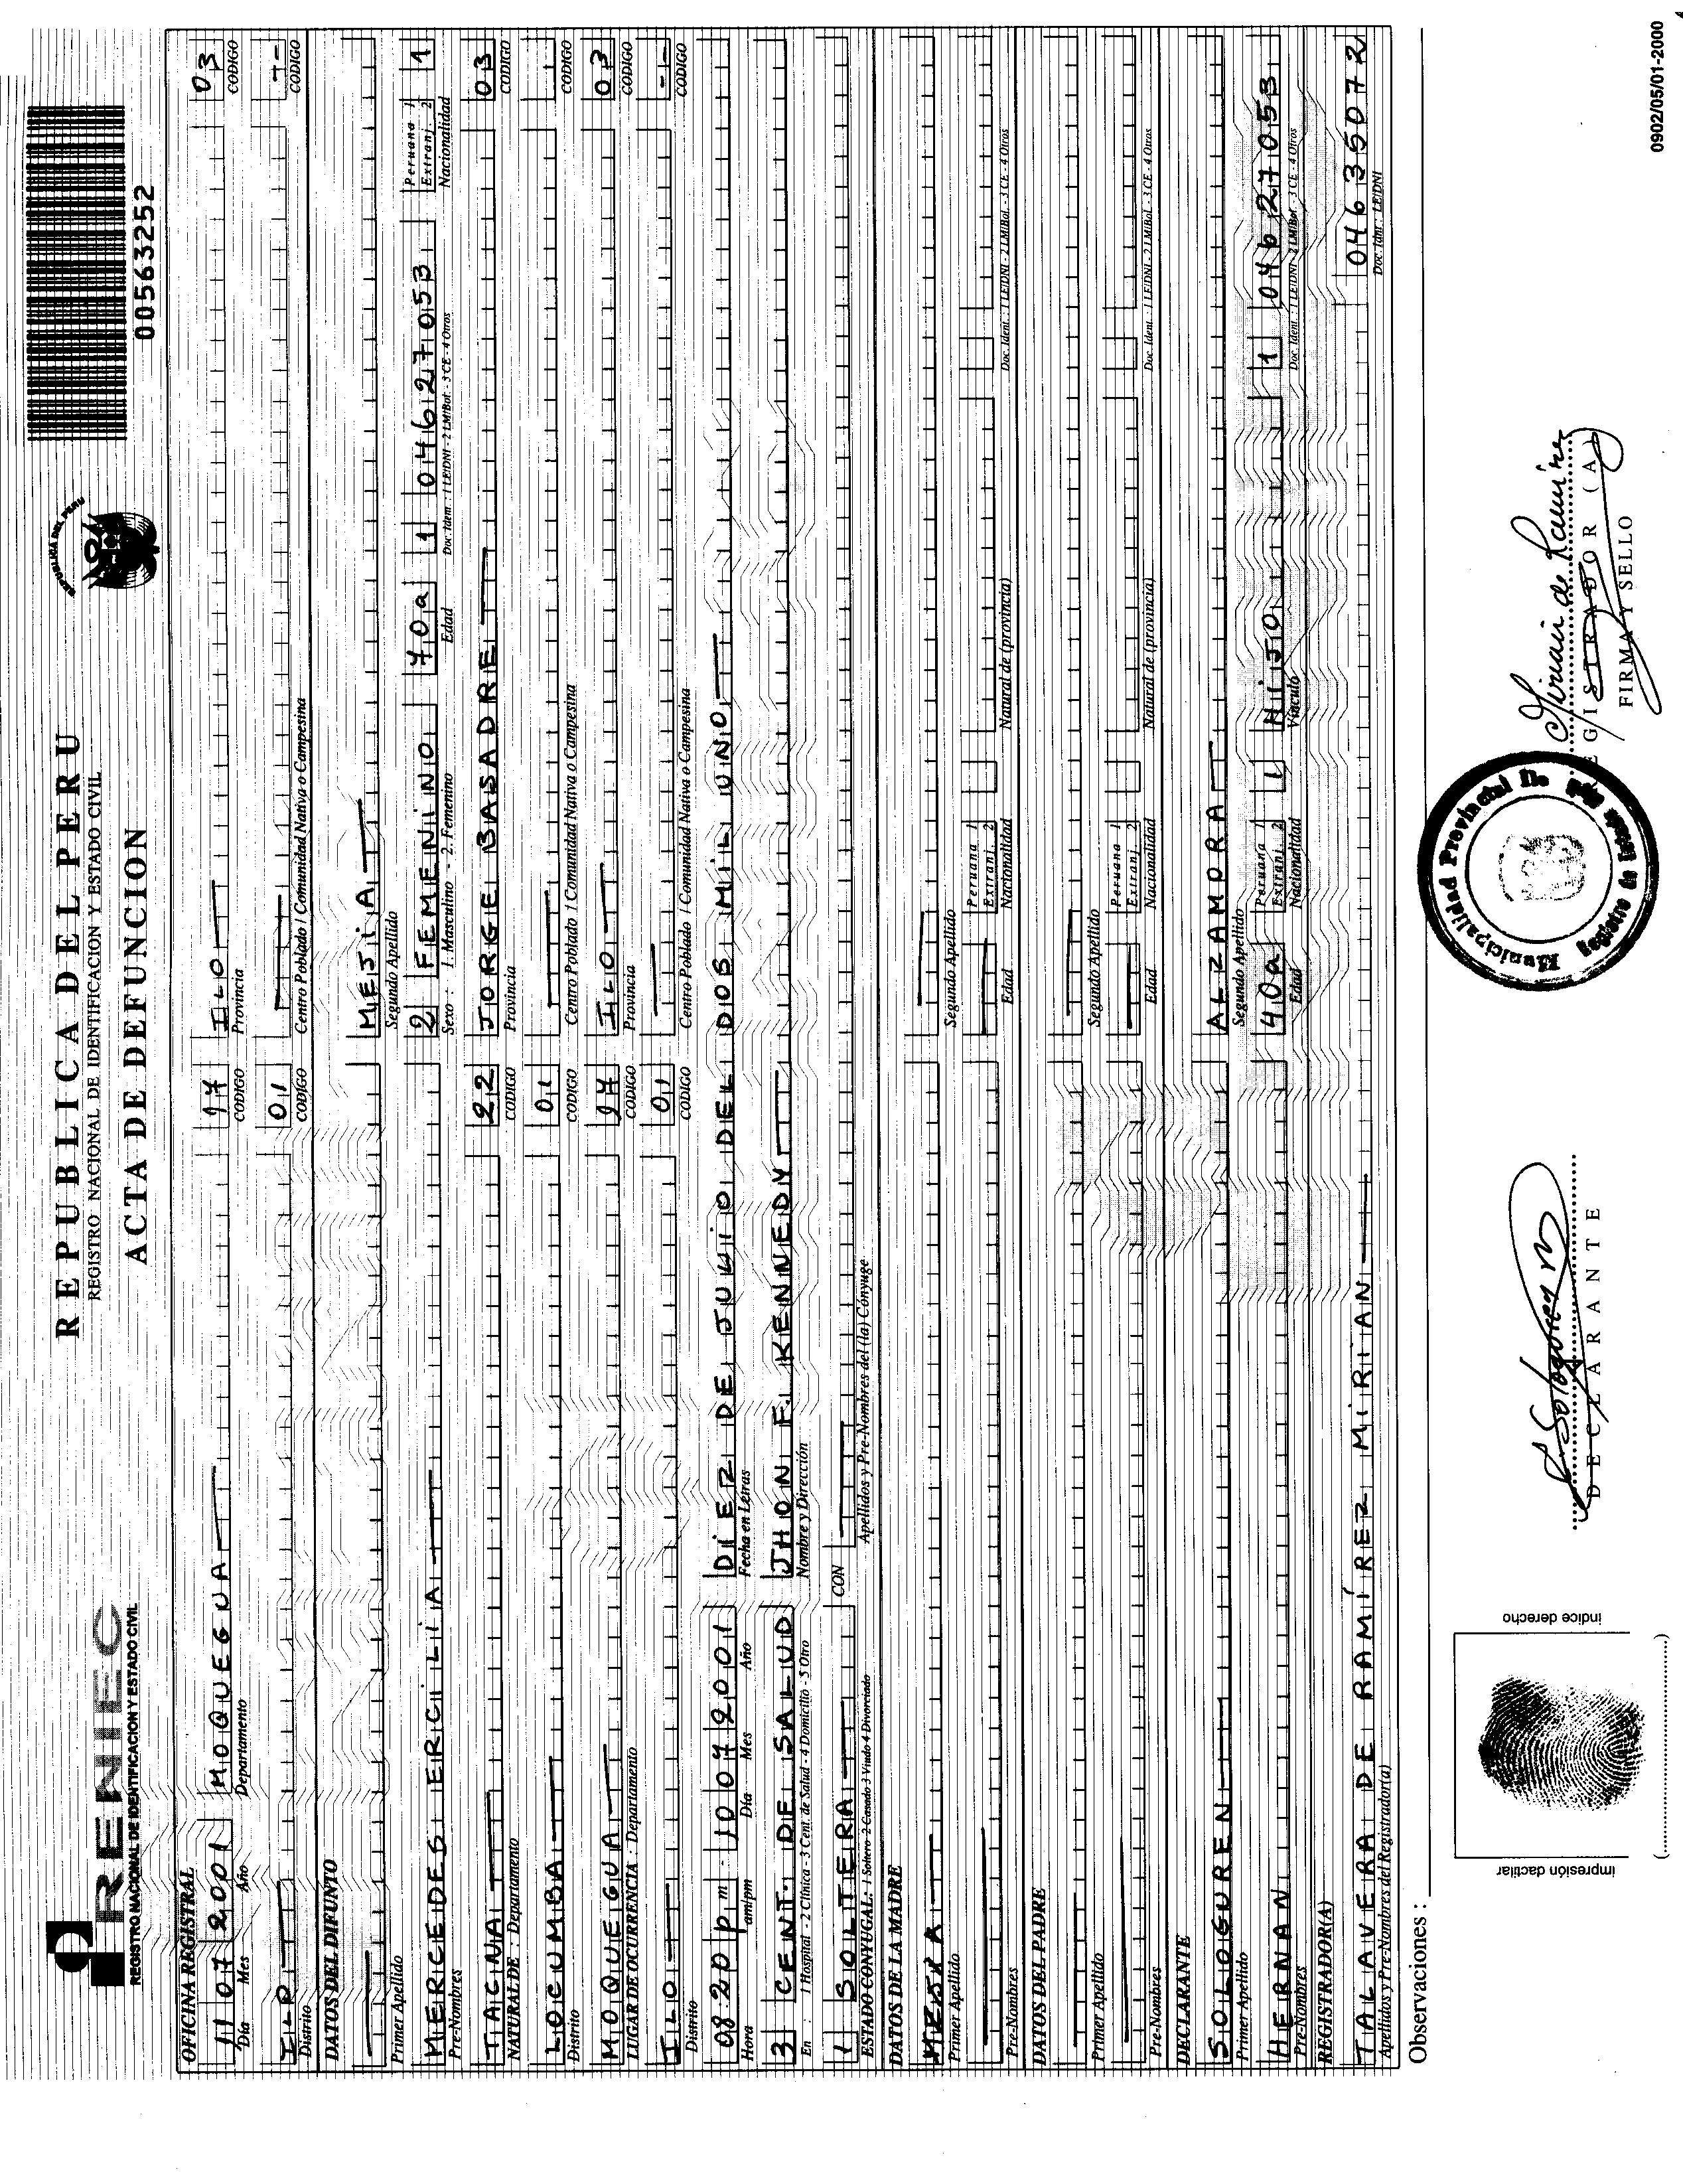 RENIEC
REGISTRO NACIONAL DE IDENTIFICACION Y ESTADO CIVIL
REPUBLICA DEL PERU
REGISTRO NACIONAL DE IDENTIFICACION Y ESTADO CIVIL
ACTA DE DEFUNCION
REPUBLICA DEL PERU
00563252
OFICINA REGISTRAL
11 07 2001 MOQUEGUA 17 ILO 03
Día Mes Año Departamento CODIGO Provincia CODIGO
ILO 01 --
Distrito CODIGO Centro Poblado / Comunidad Nativa o Campesina CODIGO
DATOS DEL DIFUNTO
MEJIA
Primer Apellido Segundo Apellido
MERCEDES ERCILIA 2 FEMENINO 70a 1 04627053 Peruana 1 Extranj. 2 1
Pre-Nombres Sexo : 1. Masculino - 2. Femenino Edad Doc. Iden: 1 LE/DNI - 2 LM/Bol. - 3 CE - 4 Otros Nacionalidad
TACNA 22 JORGE BASADRE 03
NATURAL DE : Departamento CODIGO Provincia CODIGO
LOCUMBA 01
Distrito CODIGO Centro Poblado / Comunidad Nativa o Campesina CODIGO
MOQUEGUA 17 ILO 03
LUGAR DE OCURRENCIA : Departamento CODIGO Provincia CODIGO
ILO 01 --
Distrito CODIGO Centro Poblado / Comunidad Nativa o Campesina CODIGO
08:20 pm 10 07 2001 DIEZ DE JULIO DEL DOS MIL UNO
Hora am/pm Día Mes Año Fecha en Letras
3 CENT. DE SALUD JHON F. KENNEDY
En : 1 Hospital - 2 Clínica - 3 Cent. de Salud - 4 Domicilio - 5 Otro Nombre y Dirección
1 SOLTERA CON
ESTADO CONYUGAL: 1 Soltero 2 Casado 3 Viudo 4 Divorciado Apellidos y Pre-Nombres del (la) Cónyuge
DATOS DE LA MADRE
Primer Apellido Segundo Apellido
Peruana 1 Extranj. 2
Pre-Nombres Edad Nacionalidad Natural de (provincia) Doc. Ident. : 1 LE/DNI - 2 LM/Bol. - 3 CE - 4 Otros
DATOS DEL PADRE
Primer Apellido Segundo Apellido
Peruana 1 Extranj. 2
Pre-Nombres Edad Nacionalidad Natural de (provincia) Doc. Ident. : 1 LE/DNI - 2 LM/Bol. - 3 CE - 4 Otros
DECLARANTE
SOLOGUREN ALZAMORA
Primer Apellido Segundo Apellido
HERNAN 40a Peruana 1 Extranj. 2 1 HIJO 1 04627053
Pre-Nombres Edad Nacionalidad Vínculo Doc. Ident. : 1 LE/DNI - 2 LM/Bol. - 3 CE - 4 Otros
REGISTRADOR(A)
TALAVERA DE RAMÍREZ MIRIAN 04635072
Apellidos y Pre-Nombres del Registrador(a) Doc. Iden: LE/DNI
Observaciones :
impresión dactilar
índice derecho
DECLARANTE
Municipalidad Provincial De
Mirian de Ramírez
REGISTRADOR (A)
FIRMA Y SELLO
0902/05/01-2000